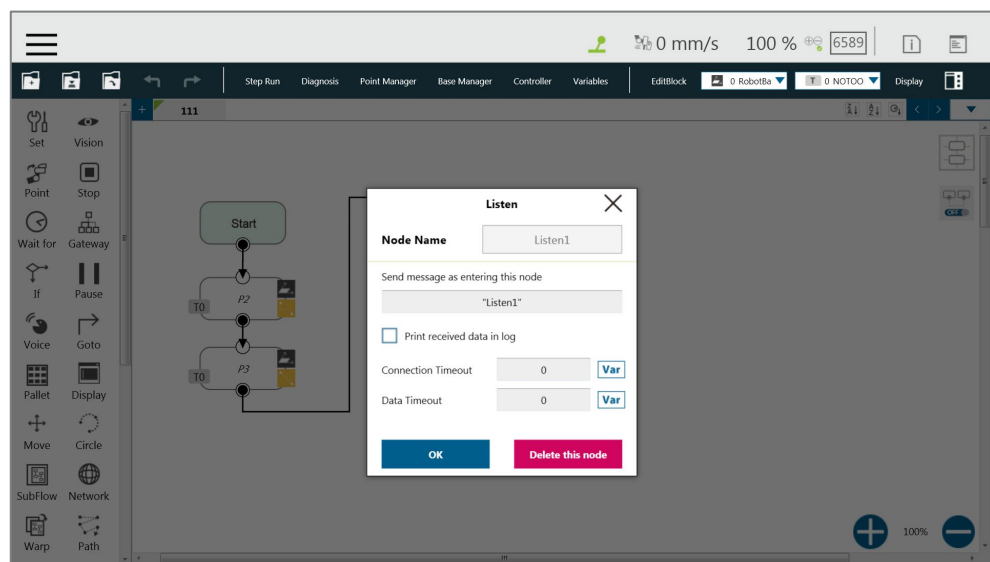 0 mm/s 100 % 6589
Step Run Diagnosis Point Manager Base Manager Controller Variables EditBlock 0 RobotBa T 0 NOTOO Display
+ 111
Set Vision
Point Stop
Wait for Gateway
If Pause
Voice Goto
Pallet Display
Move Circle
SubFlow Network
Warp Path
Start
P2
T0
P3
T0
Listen
Node Name Listen1
Send message as entering this node
"Listen1"
Print received data in log
Connection Timeout 0 Var
Data Timeout 0 Var
OK Delete this node
OFF
100%